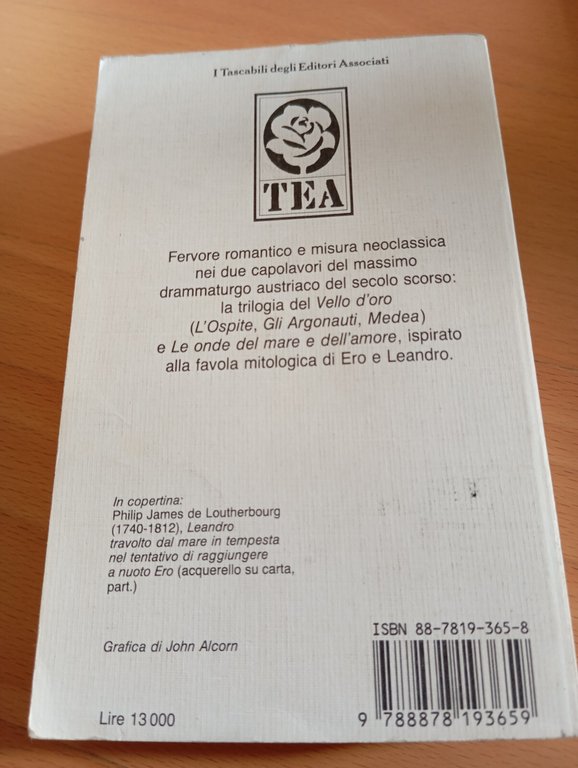 I Tascabili degli Editori Associati
TEA
Fervore romantico e misura neoclassica
nei due capolavori del massimo
drammaturgo austriaco del secolo scorso:
la trilogia del Vello d'oro
(L'Ospite, Gli Argonauti, Medea)
e Le onde del mare e dell'amore, ispirato
alla favola mitologica di Ero e Leandro.
In copertina:
Philip James de Loutherbourg
(1740-1812), Leandro
travolto dal mare in tempesta
nel tentativo di raggiungere
a nuoto Ero (acquerello su carta,
part.)
Grafica di John Alcorn
Lire 13 000
ISBN 88-7819-365-8
9 788878 193659